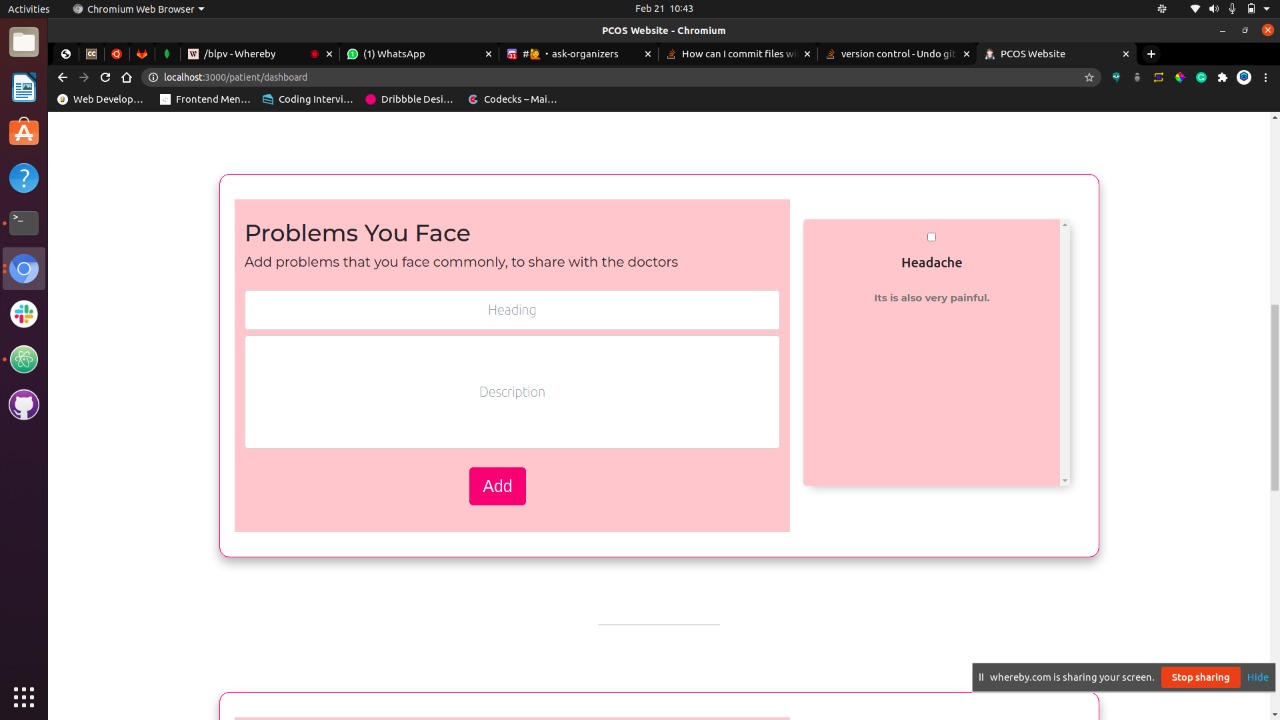 Activities
Chromium Web Browser
Feb 21 10:43
PCOS Website - Chromium
/blpv - Whereby
(1) WhatsApp
#🙋・ask-organizers
How can I commit files wi
version control - Undo git
PCOS Website
localhost:3000/patient/dashboard
Web Develop…
Frontend Men…
Coding Intervi…
Dribbble Desi…
Codecks – Mai…
Problems You Face
Add problems that you face commonly, to share with the doctors
Heading
Description
Add
Headache
Its is also very painful.
whereby.com is sharing your screen.
Stop sharing
Hide